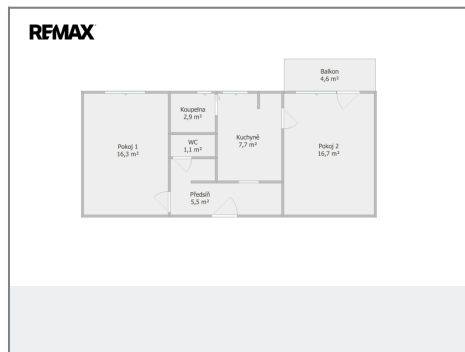 RE/MAX
Balkon
4,6 m²
Koupelna
2,9 m²
Pokoj 1
16,3 m²
WC
1,1 m²
Kuchyně
7,7 m²
Pokoj 2
16,7 m²
Předsíň
5,5 m²